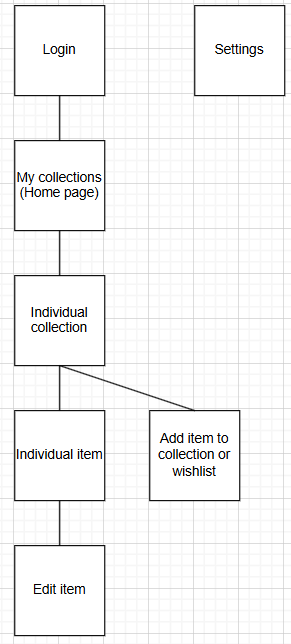 Login
Settings
My collections
(Home page)
Individual
collection
Individual item
Add item to
collection or
wishlist
Edit item